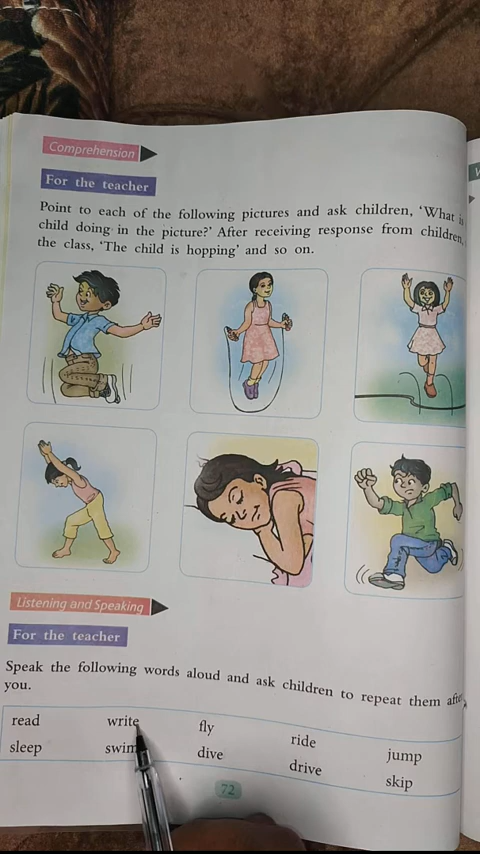 Comprehension
For the teacher
Point to each of the following pictures and ask children, 'What is
child doing in the picture?' After receiving response from children,
the class, 'The child is hopping' and so on.
Listening and Speaking
For the teacher
Speak the following words aloud and ask children to repeat them after
you.
read write fly ride jump
sleep swim dive drive skip
72